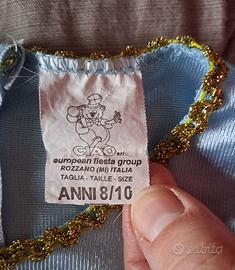 CIAO srl
european fiesta group
ROZZANO (MI) ITALIA
TAGLIA - TAILLE - SIZE
ANNI 8/10
subito